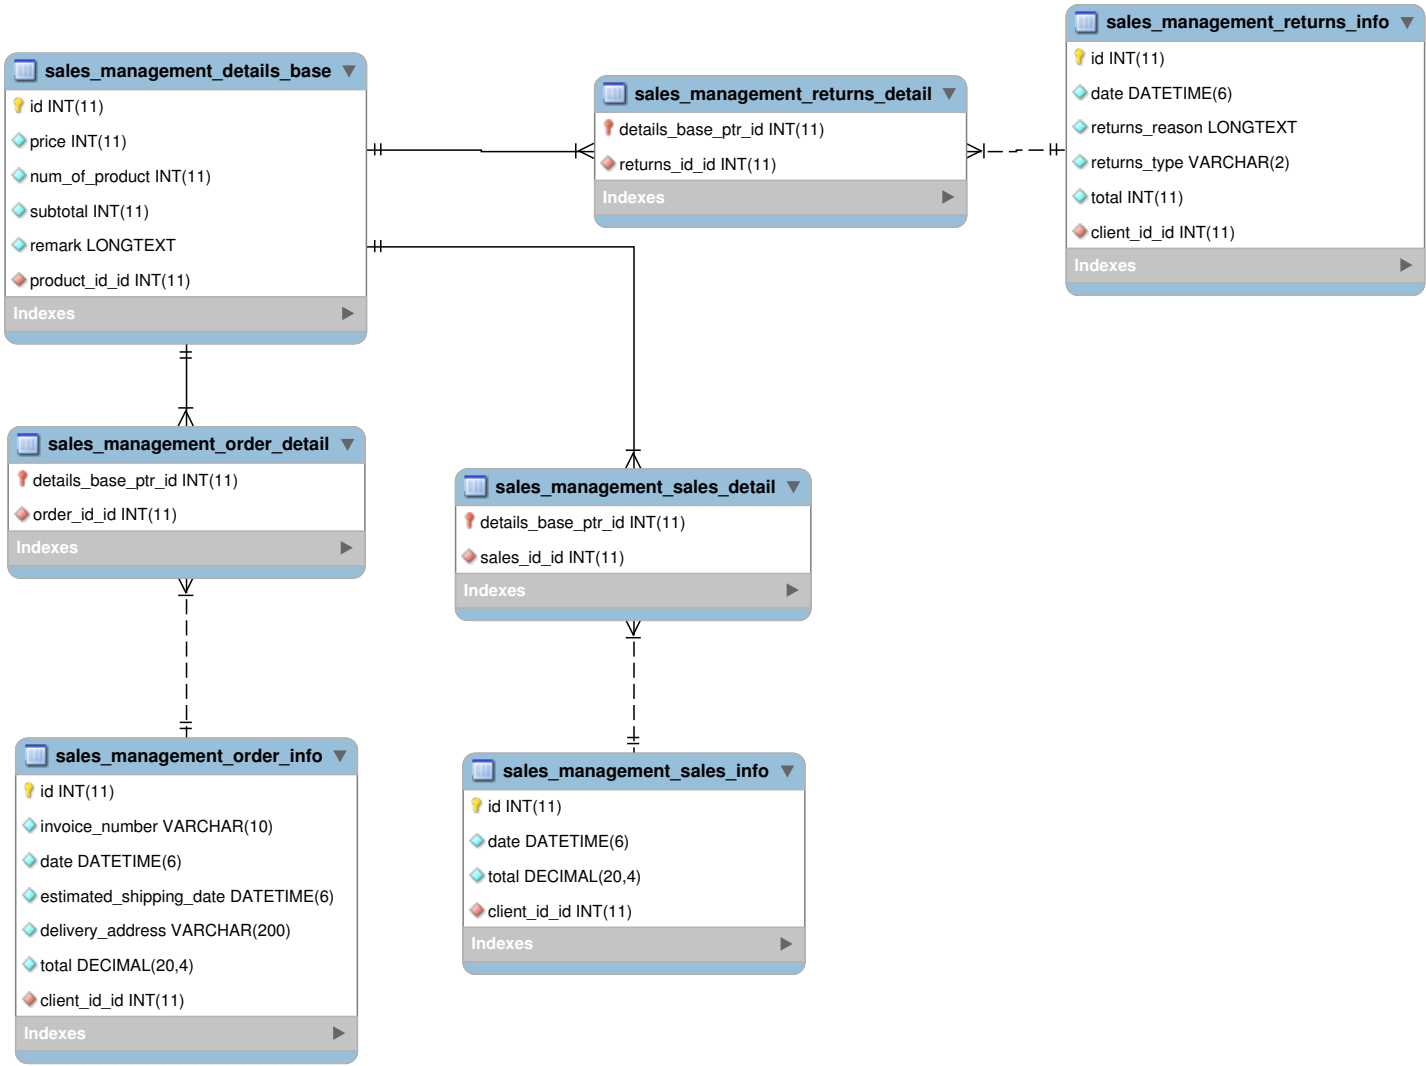 sales_management_details_base
id INT(11)
price INT(11)
num_of_product INT(11)
subtotal INT(11)
remark LONGTEXT
product_id_id INT(11)
Indexes
sales_management_returns_detail
details_base_ptr_id INT(11)
returns_id_id INT(11)
Indexes
sales_management_returns_info
id INT(11)
date DATETIME(6)
returns_reason LONGTEXT
returns_type VARCHAR(2)
total INT(11)
client_id_id INT(11)
Indexes
sales_management_order_detail
details_base_ptr_id INT(11)
order_id_id INT(11)
Indexes
sales_management_sales_detail
details_base_ptr_id INT(11)
sales_id_id INT(11)
Indexes
sales_management_order_info
id INT(11)
invoice_number VARCHAR(10)
date DATETIME(6)
estimated_shipping_date DATETIME(6)
delivery_address VARCHAR(200)
total DECIMAL(20,4)
client_id_id INT(11)
Indexes
sales_management_sales_info
id INT(11)
date DATETIME(6)
total DECIMAL(20,4)
client_id_id INT(11)
Indexes